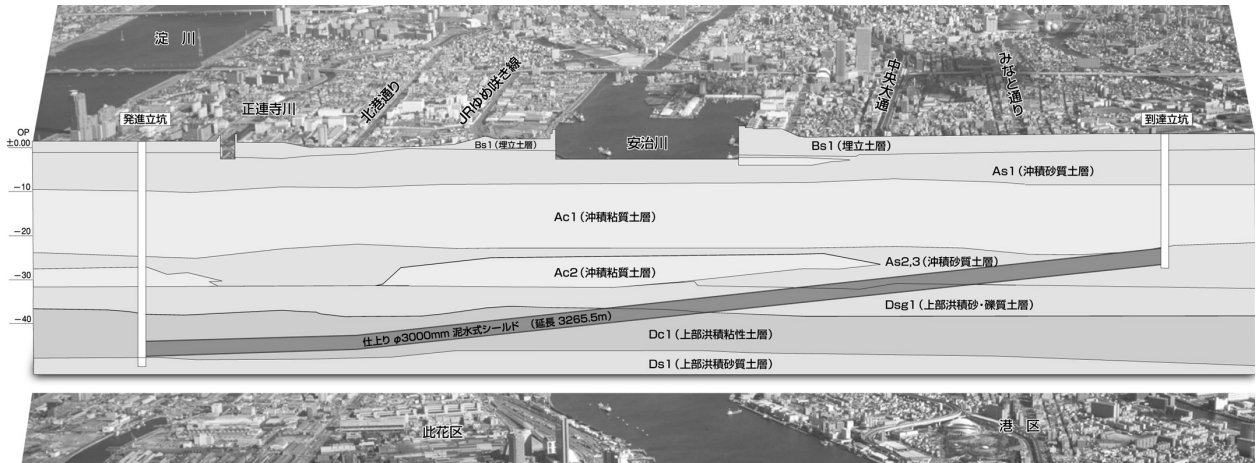 淀 川
正連寺川
北港通り
JRゆめ咲き線
安治川
中央大通
みなと通り
発進立坑
到達立坑
OP
±0.00
−10
−20
−30
−40
Bs1（埋立土層）
Bs1（埋立土層）
As1（沖積砂質土層）
Ac1（沖積粘質土層）
As2,3（沖積砂質土層）
Ac2（沖積粘質土層）
Dsg1（上部洪積砂・礫質土層）
仕上り φ3000mm 泥水式シールド （延長 3265.5m）
Dc1（上部洪積粘性土層）
Ds1（上部洪積砂質土層）
此花区
港 区